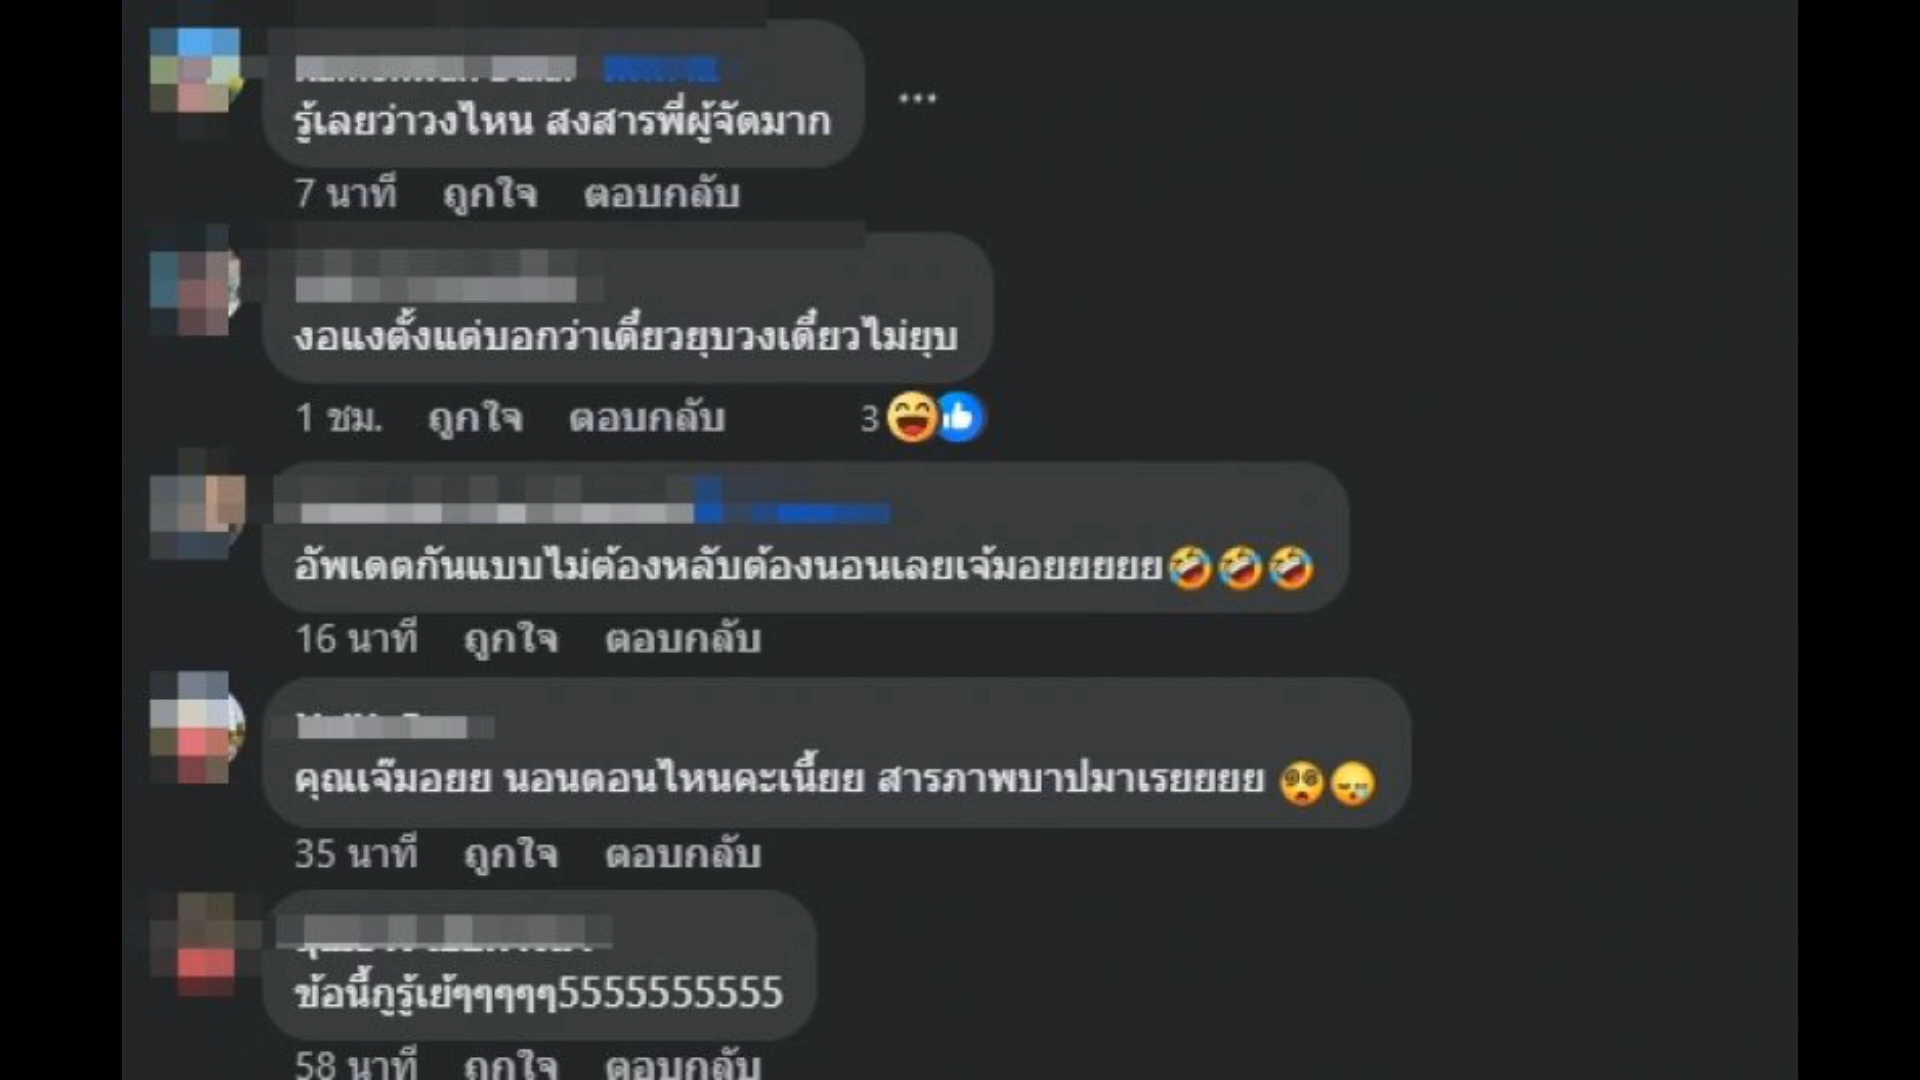 รู้เลยว่าวงไหน สงสารพี่ผู้จัดมาก
7 นาที ถูกใจ ตอบกลับ
งอแงตั้งแต่บอกว่าเดี๋ยวยุบวงเดี๋ยวไม่ยุบ
1 ชม. ถูกใจ ตอบกลับ 3
อัพเดตกันแบบไม่ต้องหลับต้องนอนเลยเจ้มอยยยยยย🤣🤣🤣
16 นาที ถูกใจ ตอบกลับ
คุณเจ๊มอยย นอนตอนไหนคะเนี้ยย สารภาพบาปมาเรยยยยย 😵‍💫😪
35 นาที ถูกใจ ตอบกลับ
ข้อนี้กูรู้เย้ๆๆๆๆๆ5555555555
58 นาที ถูกใจ ตอบกลับ